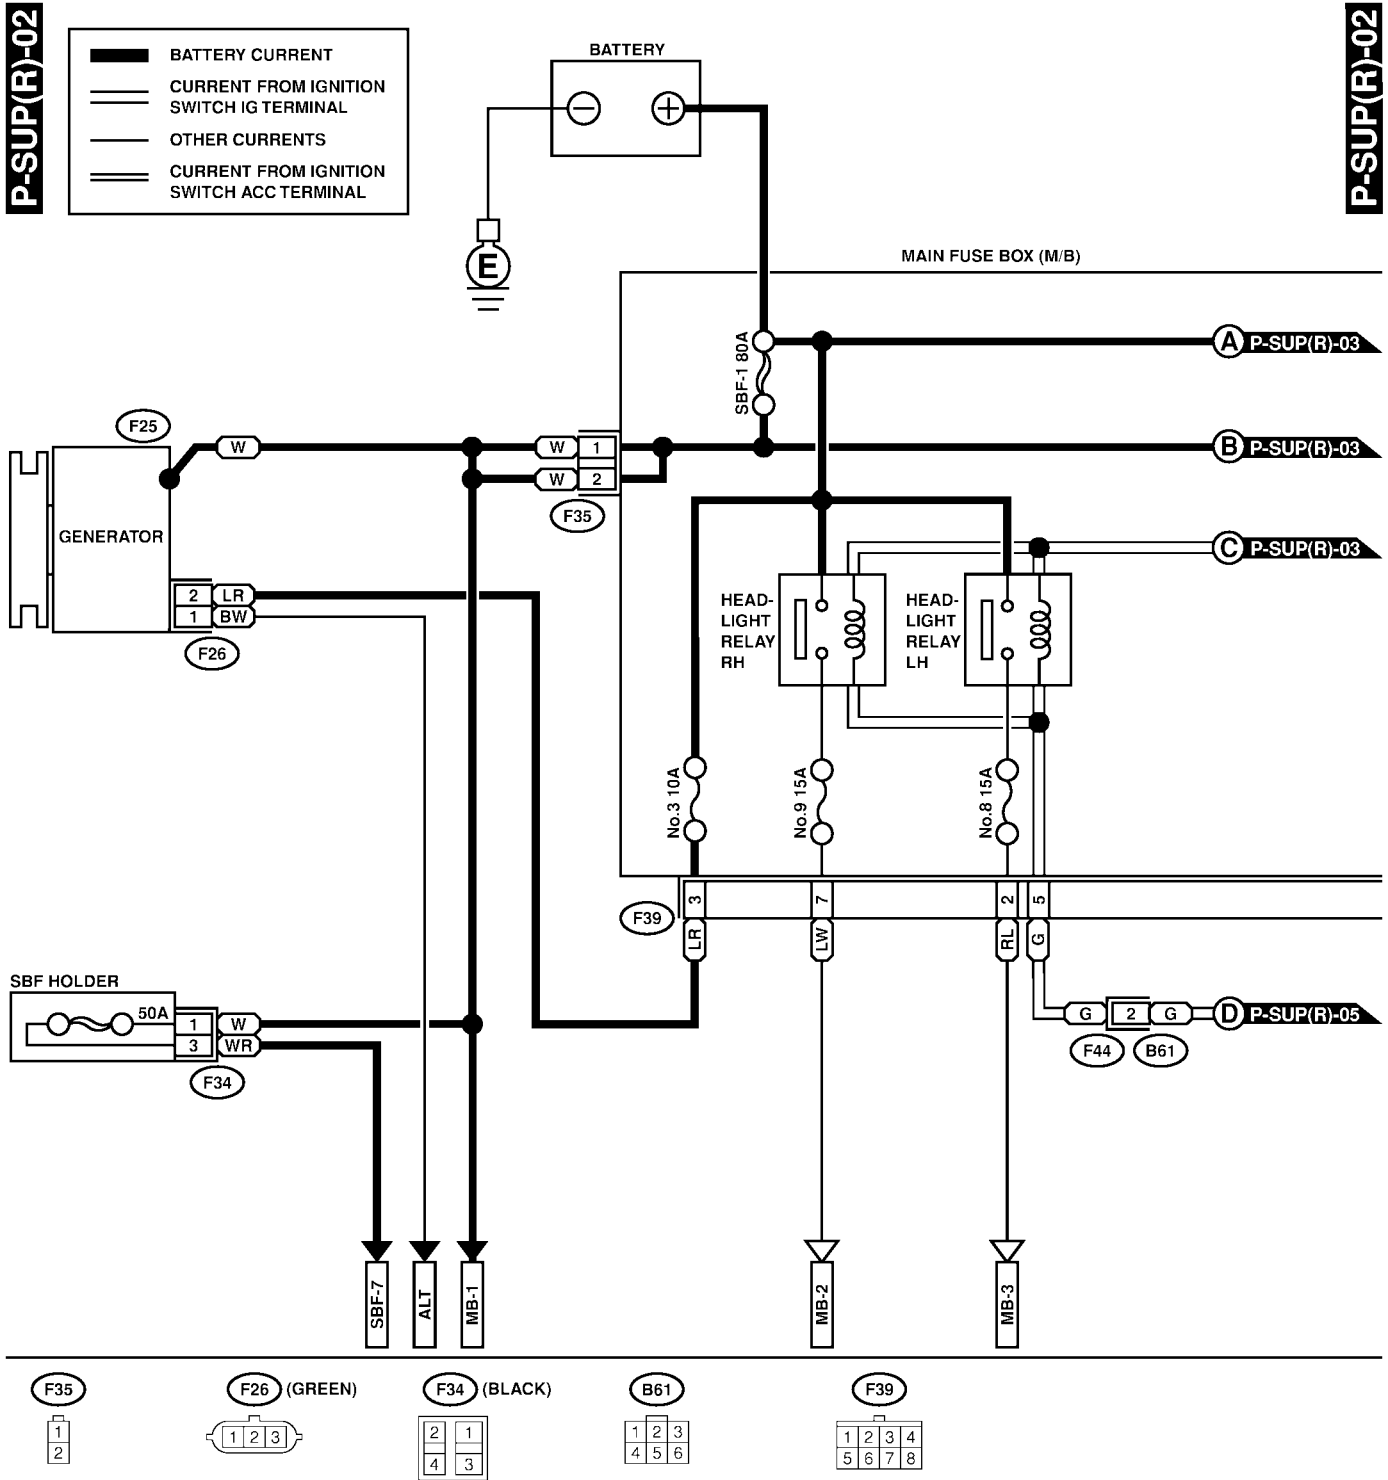 P-SUP(R)-02
P-SUP(R)-02
BATTERY CURRENT
CURRENT FROM IGNITION
SWITCH IG TERMINAL
OTHER CURRENTS
CURRENT FROM IGNITION
SWITCH ACC TERMINAL
BATTERY
− +
E
MAIN FUSE BOX (M/B)
SBF-1 80A
A P-SUP(R)-03
F25
W
W 1
B P-SUP(R)-03
W 2
F35
GENERATOR
C P-SUP(R)-03
2 LR
1 BW
F26
HEAD-
LIGHT
RELAY
RH
HEAD-
LIGHT
RELAY
LH
No.3 10A
No.9 15A
No.8 15A
F39
3
7
2
5
LR
LW
RL
G
SBF HOLDER
50A
1 W
3 WR
F34
G 2 G
D P-SUP(R)-05
F44
B61
SBF-7
ALT
MB-1
MB-2
MB-3
F35
F26 (GREEN)
F34 (BLACK)
B61
F39
1
2
1 2 3
2 1
4 3
1 2 3
4 5 6
1 2 3 4
5 6 7 8